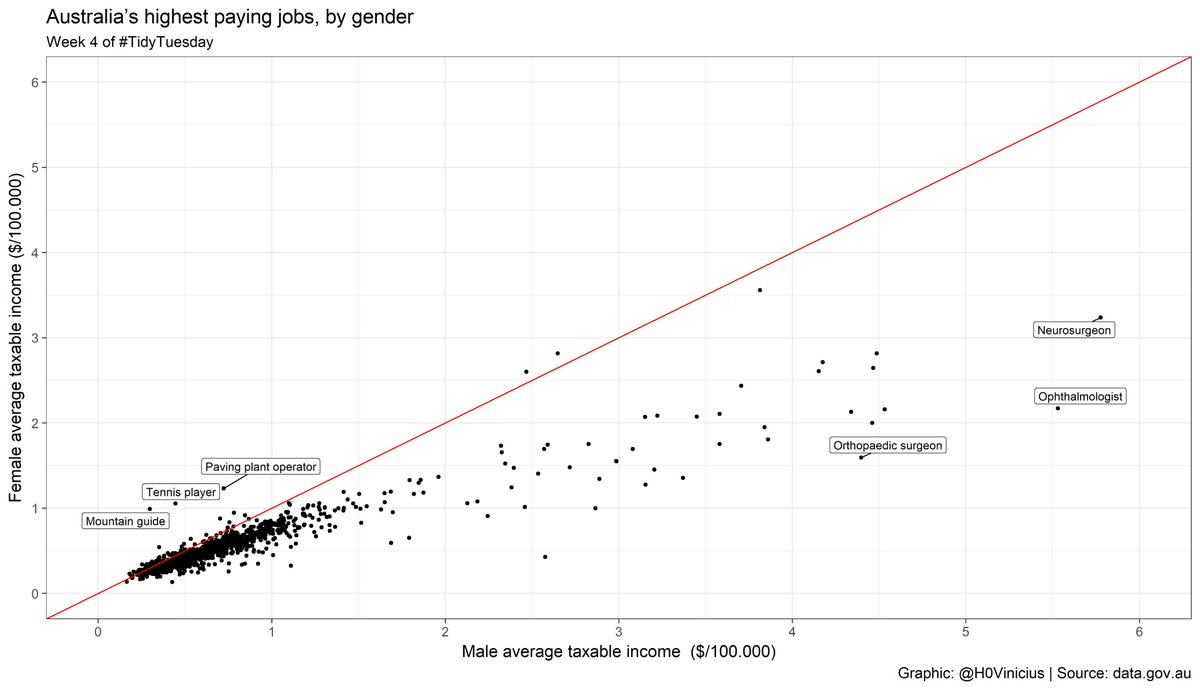 Australia’s highest paying jobs, by gender
Week 4 of #TidyTuesday
Female average taxable income ($/100.000)
6
5
4
3
2
1
0
Neurosurgeon
Ophthalmologist
Orthopaedic surgeon
Paving plant operator
Tennis player
Mountain guide
0 1 2 3 4 5 6
Male average taxable income  ($/100.000)
Graphic: @H0Vinicius | Source: data.gov.au